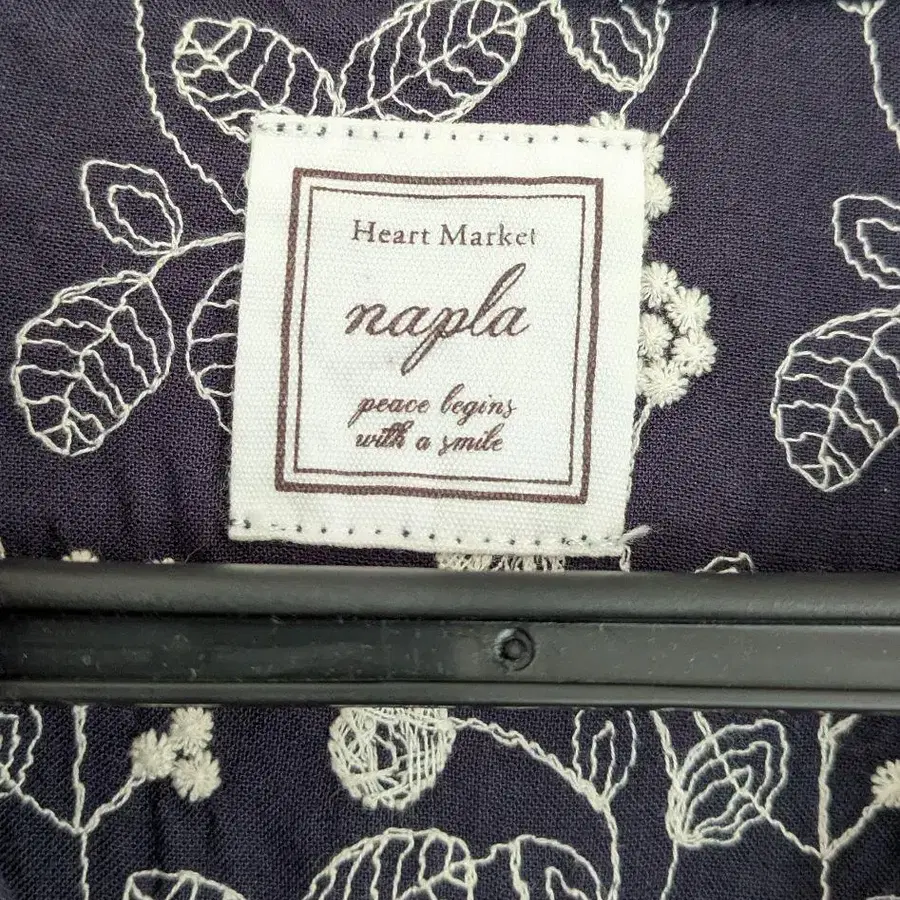 Heart Market
napla
peace begins
with a smile